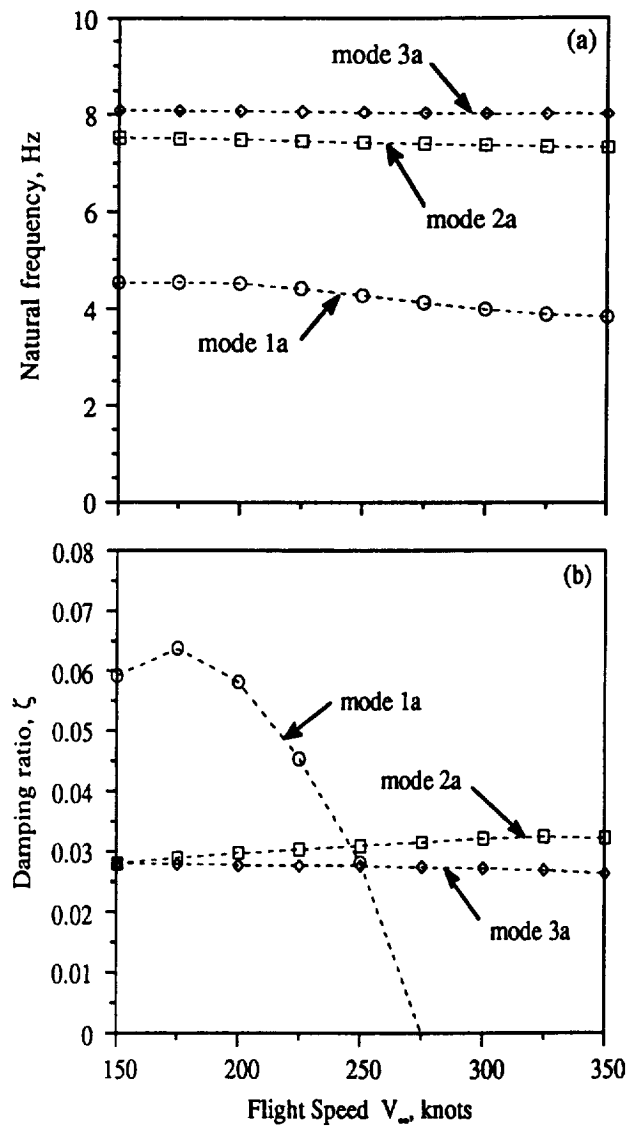 (a)
mode 3a
mode 2a
mode 1a
Natural frequency, Hz
10
8
6
4
2
0
(b)
mode 1a
mode 2a
mode 3a
Damping ratio, ζ
0.08
0.07
0.06
0.05
0.04
0.03
0.02
0.01
0
150 200 250 300 350
Flight Speed V∞, knots